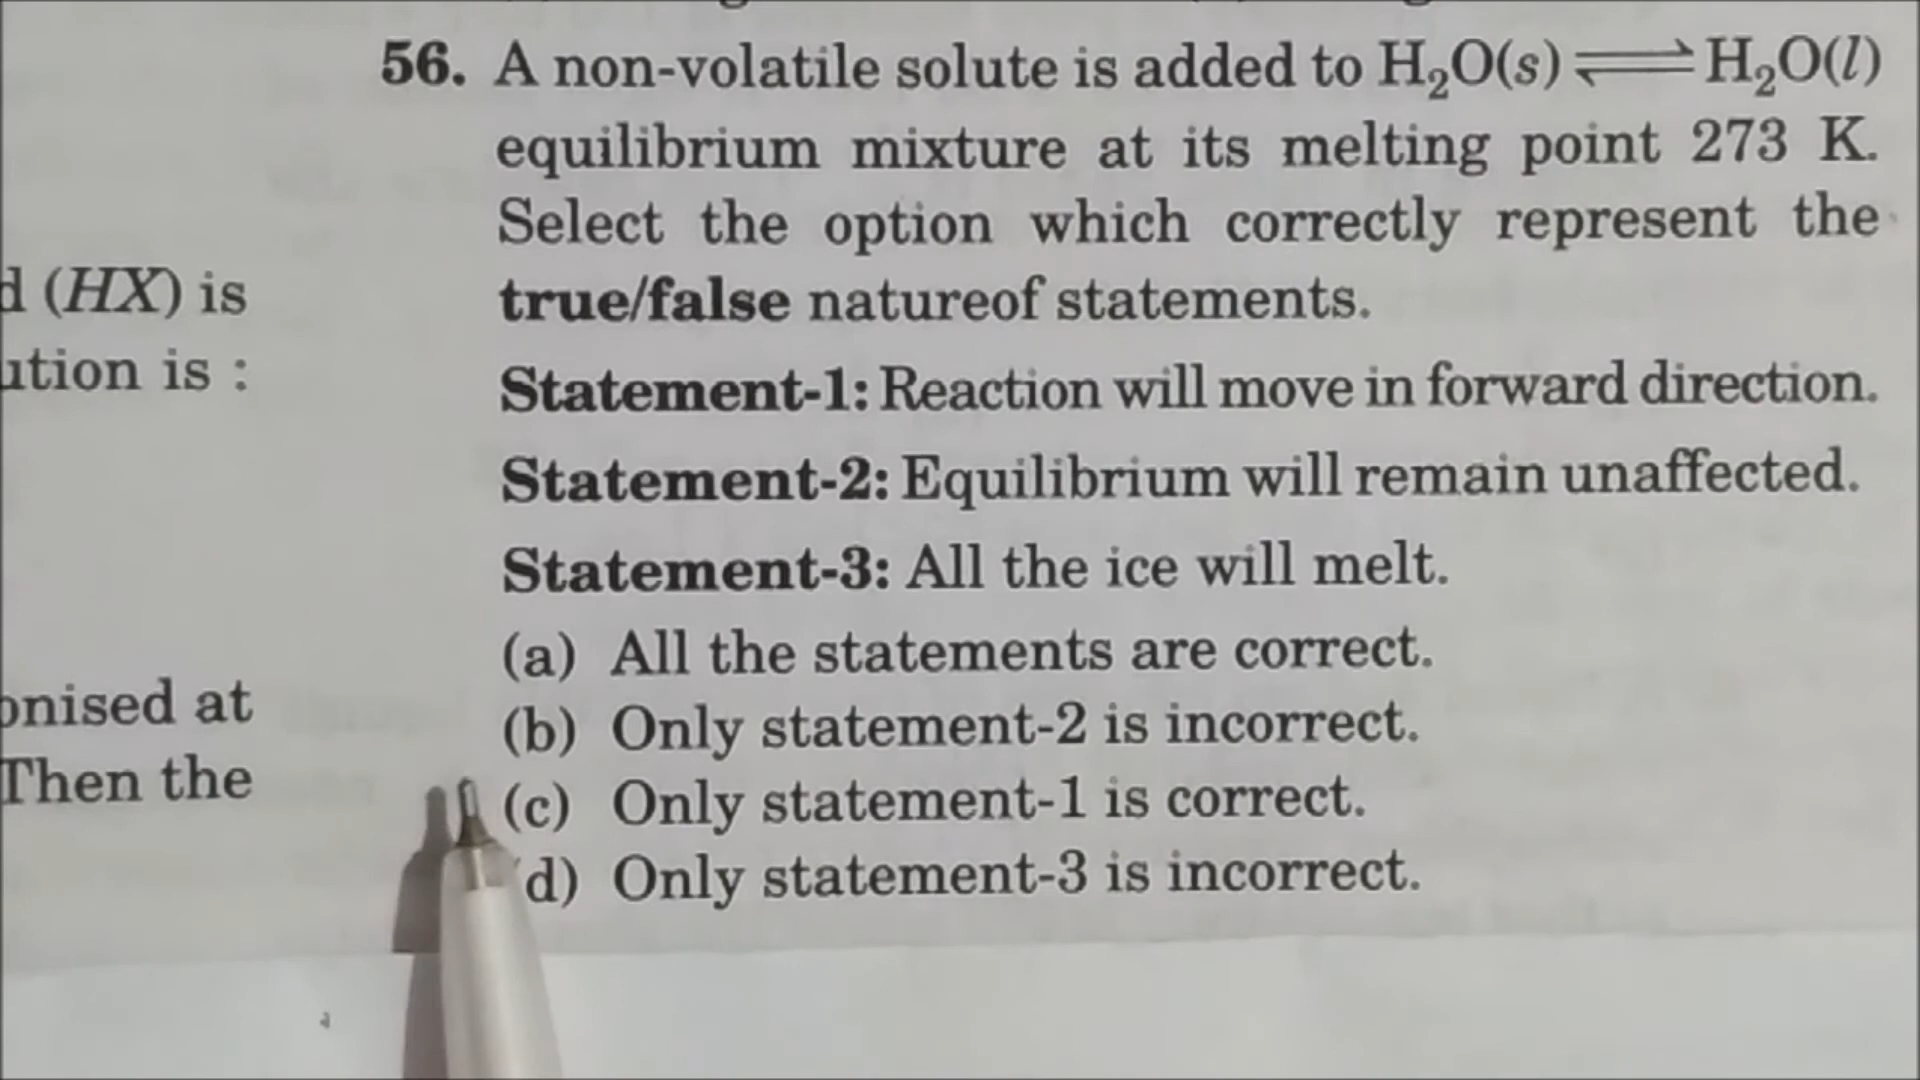 56. A non-volatile solute is added to H₂O(s) ⇌ H₂O(l)
equilibrium mixture at its melting point 273 K.
Select the option which correctly represent the
true/false natureof statements.
Statement-1: Reaction will move in forward direction.
Statement-2: Equilibrium will remain unaffected.
Statement-3: All the ice will melt.
(a) All the statements are correct.
(b) Only statement-2 is incorrect.
(c) Only statement-1 is correct.
d) Only statement-3 is incorrect.
(HX) is
is :
at
Then the